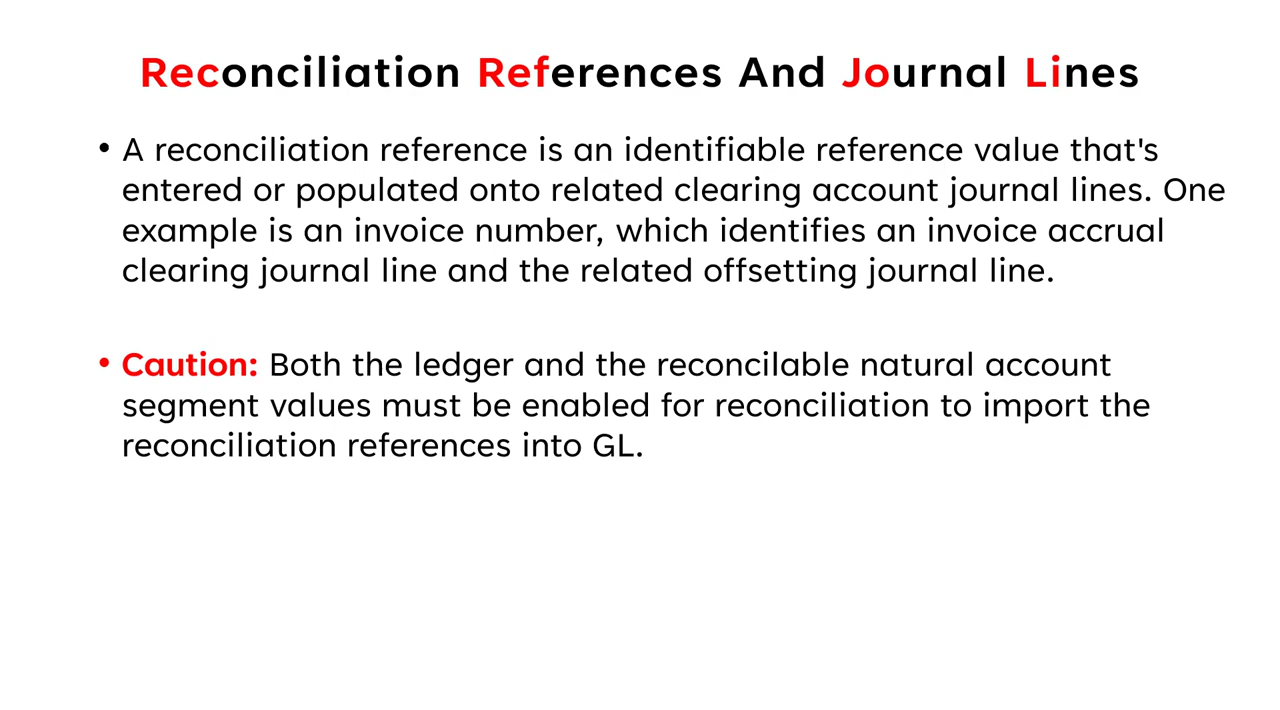 Reconciliation References And Journal Lines
• A reconciliation reference is an identifiable reference value that's
entered or populated onto related clearing account journal lines. One
example is an invoice number, which identifies an invoice accrual
clearing journal line and the related offsetting journal line.
• Caution: Both the ledger and the reconcilable natural account
segment values must be enabled for reconciliation to import the
reconciliation references into GL.